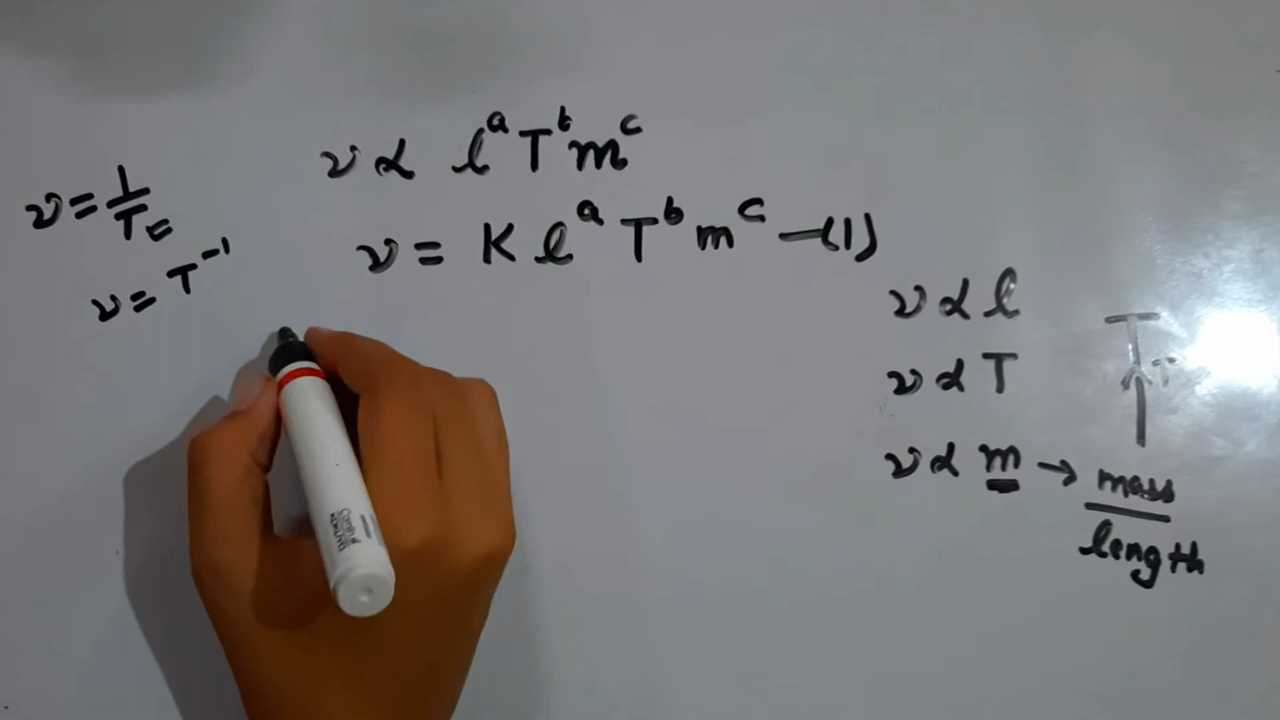 ν ∝ l^a T^b m^c
ν = 1/T
ν = K l^a T^b m^c —(1)
ν = T^-1
ν ∝ l
ν ∝ T
T
ν ∝ m → mass/length